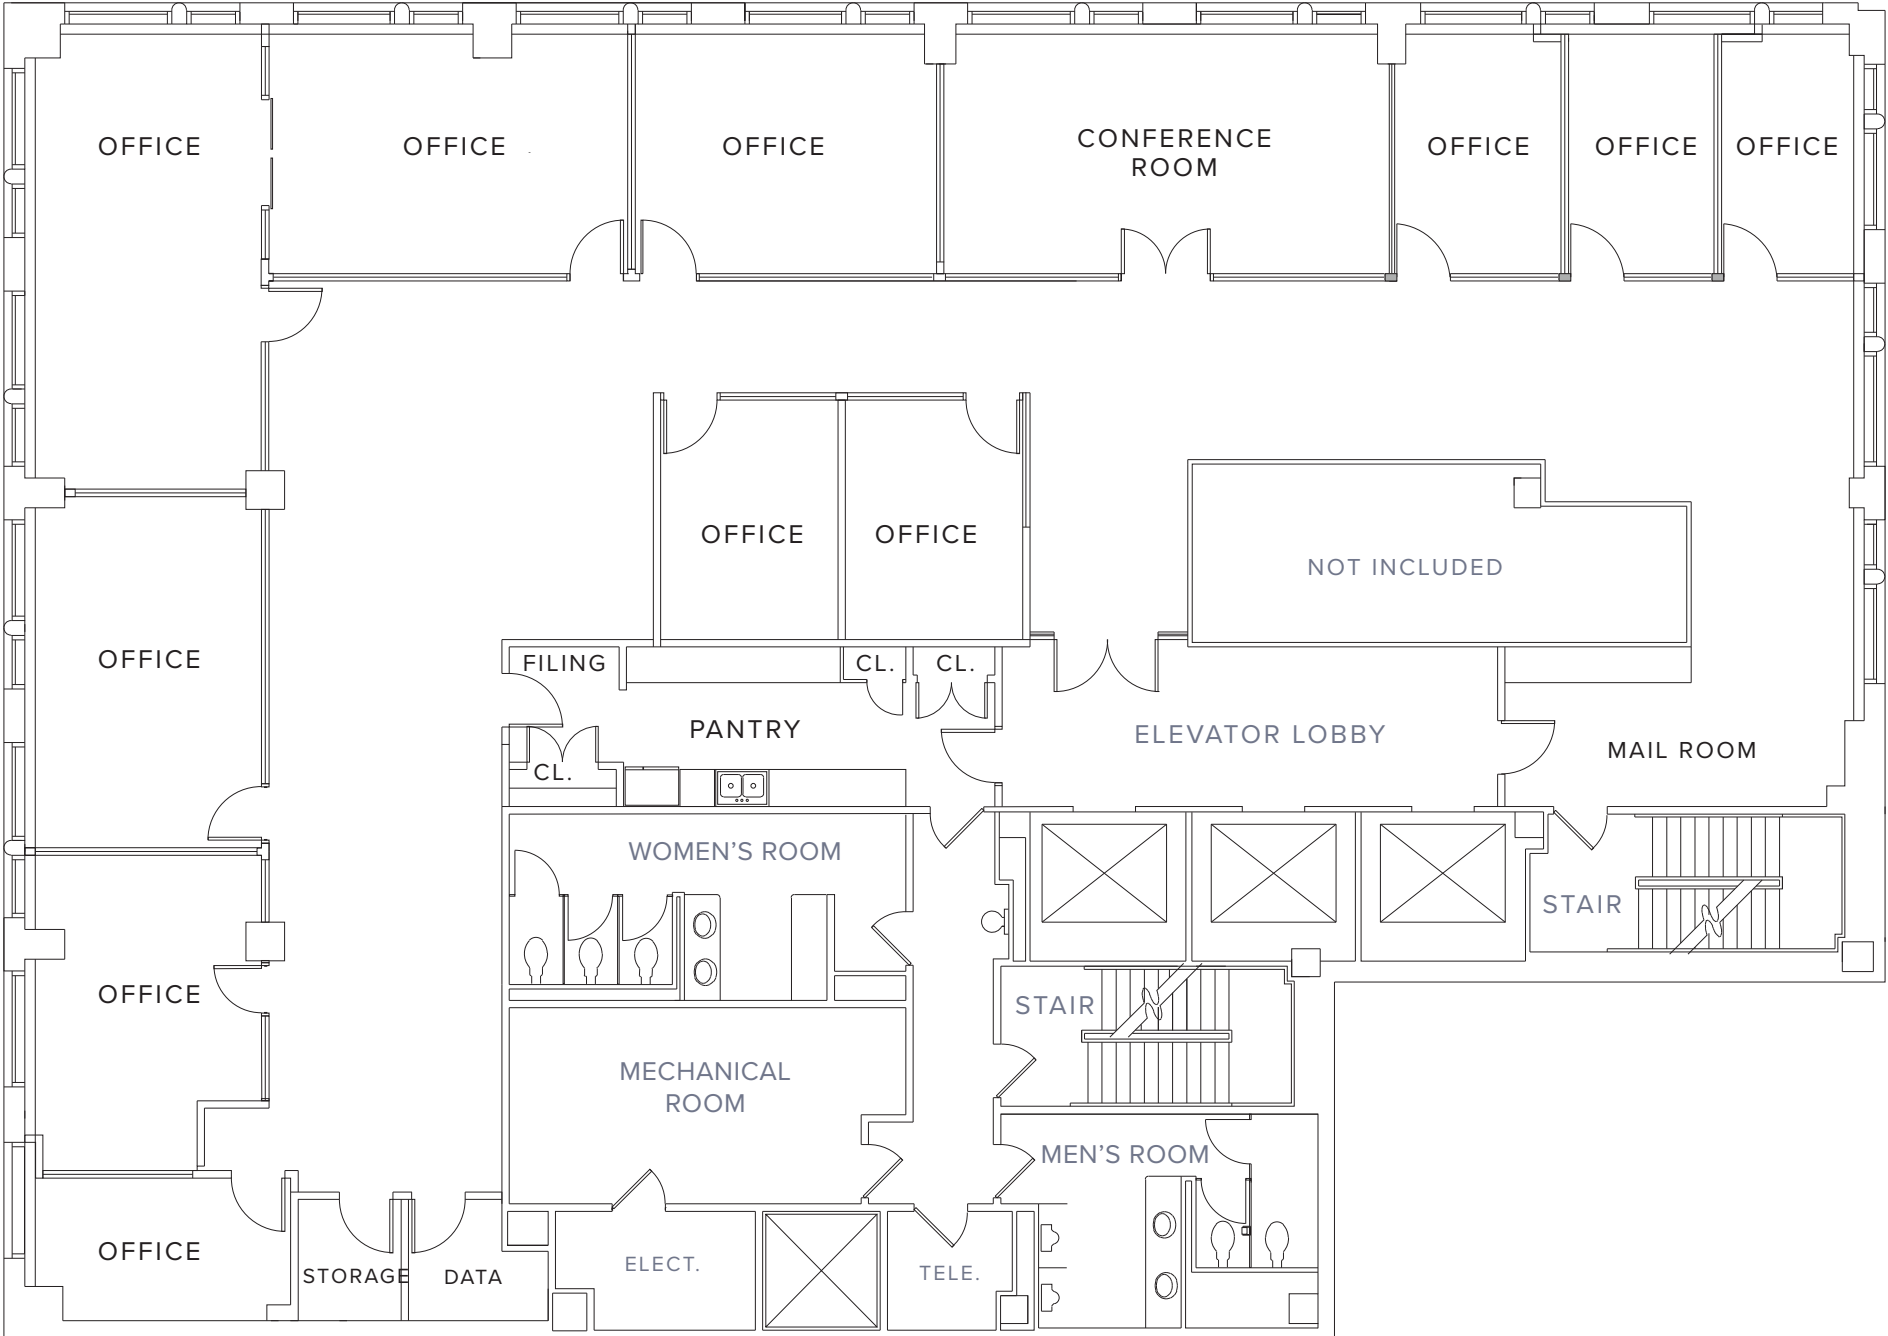 OFFICE
OFFICE
OFFICE
CONFERENCE
ROOM
OFFICE
OFFICE
OFFICE
OFFICE
OFFICE
NOT INCLUDED
OFFICE
FILING
CL.
CL.
PANTRY
ELEVATOR LOBBY
MAIL ROOM
CL.
WOMEN'S ROOM
STAIR
OFFICE
STAIR
MECHANICAL
ROOM
MEN'S ROOM
OFFICE
STORAGE
DATA
ELECT.
TELE.